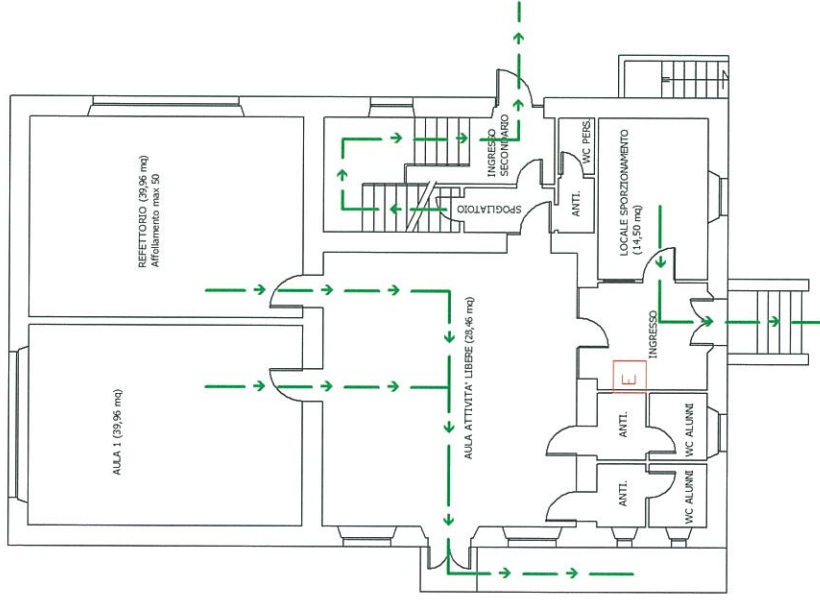 REFETTORIO (39,96 mq)
Affollamento max 50
AULA 1 (39,96 mq)
INGRESSO
SECONDARIO
SPOGLIATOIO
WC PERS.
ANTI.
LOCALE SPORZIONAMENTO
(14,50 mq)
AULA ATTIVITA' LIBERE (28,46 mq)
INGRESSO
E
ANTI.
WC ALUNNI
ANTI.
WC ALUNNI